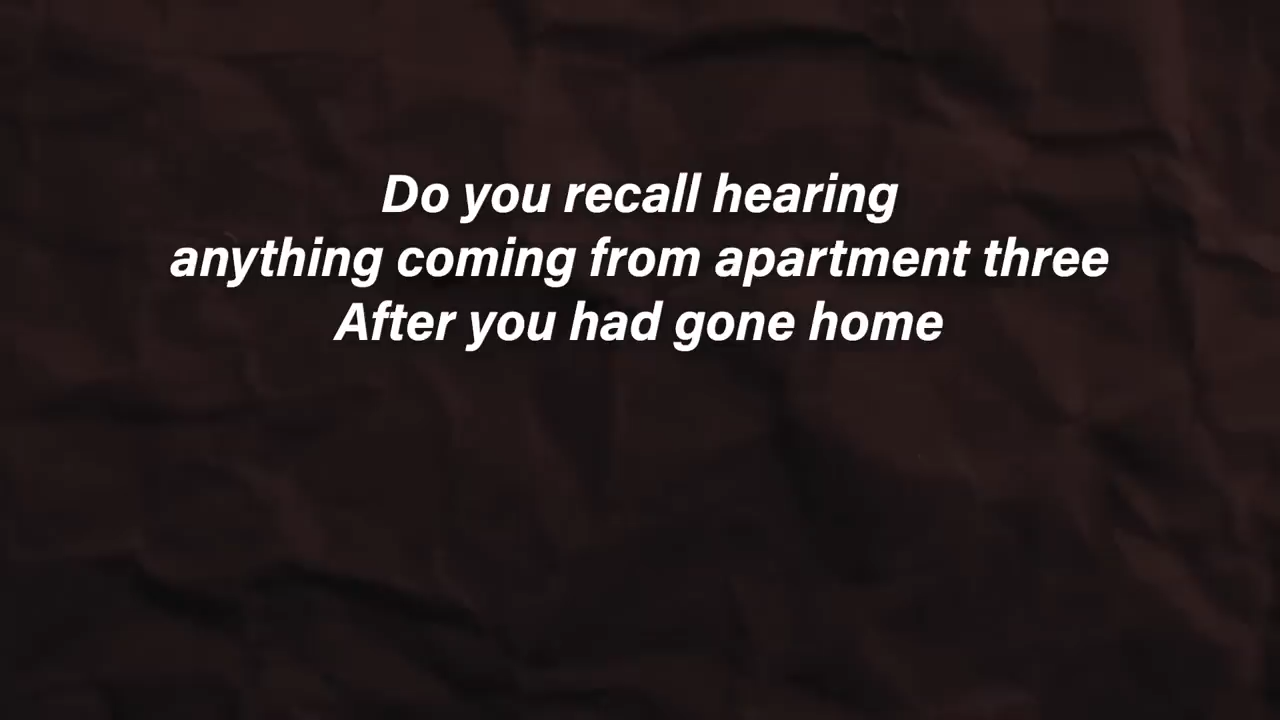 Do you recall hearing
anything coming from apartment three
After you had gone home